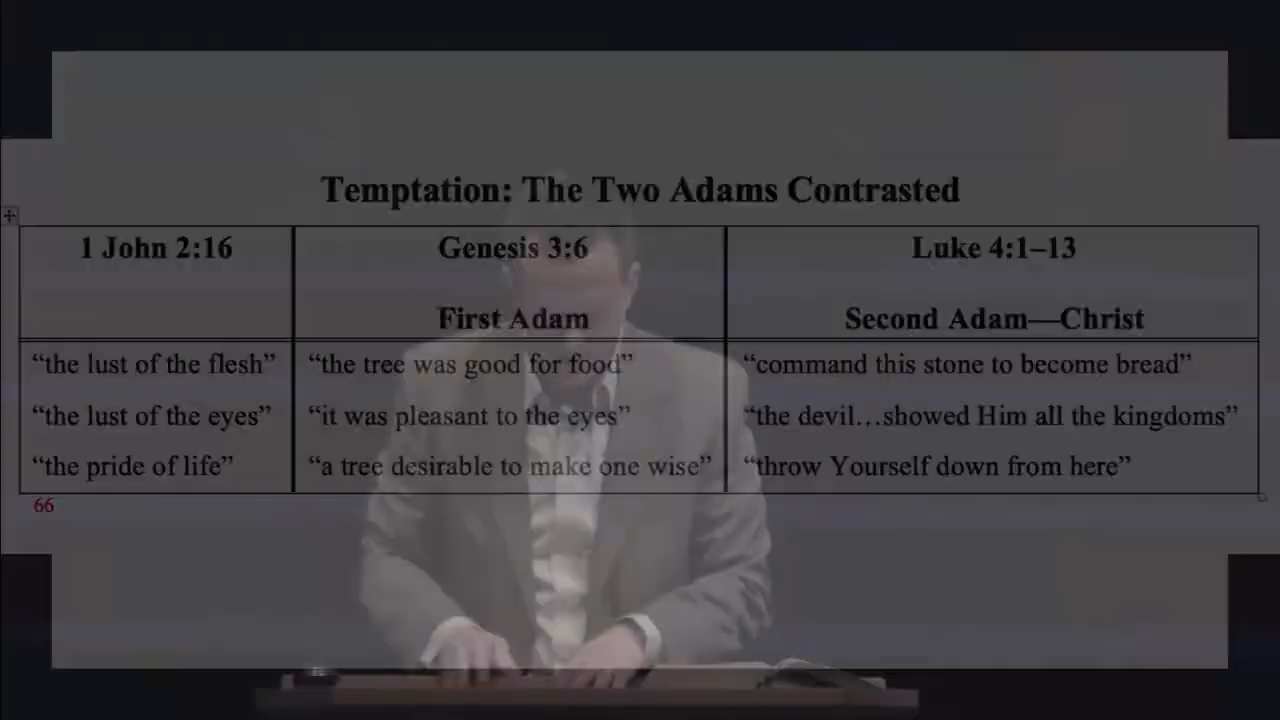 Temptation: The Two Adams Contrasted
1 John 2:16 Genesis 3:6 Luke 4:1–13
First Adam Second Adam—Christ
“the lust of the flesh” “the tree was good for food” “command this stone to become bread”
“the lust of the eyes” “it was pleasant to the eyes” “the devil…showed Him all the kingdoms”
“the pride of life” “a tree desirable to make one wise” “throw Yourself down from here”
66